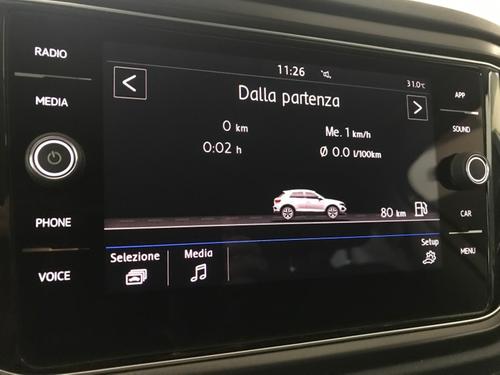 RADIO
MEDIA
PHONE
VOICE
11:26
31.0°C
Dalla partenza
0 km
Me. 1 km/h
0:02 h
Ø 0.0 l/100km
80 km
Selezione
Media
Setup
APP
SOUND
CAR
MENU